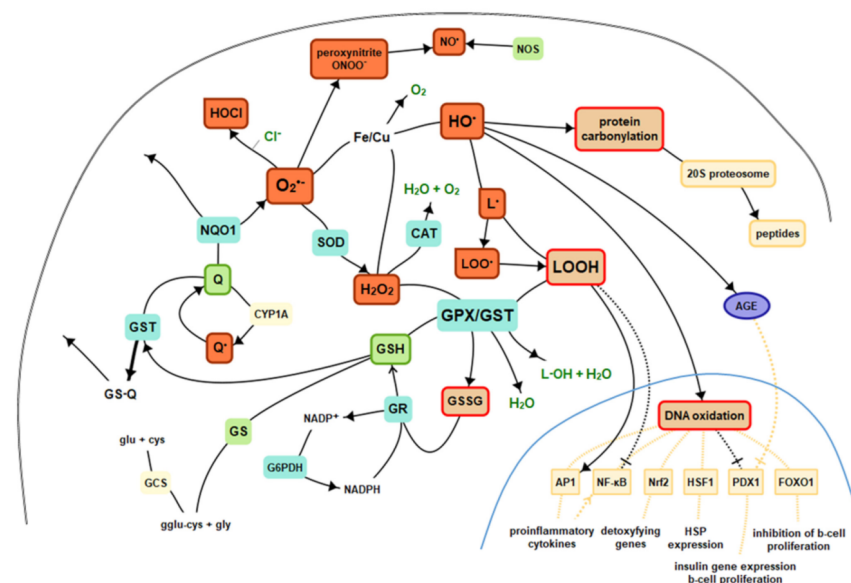 peroxynitrite
ONOO⁻
NO•
NOS
HOCl
Cl⁻
O₂
Fe/Cu
HO•
protein
carbonylation
20S proteosome
peptides
O₂•⁻
H₂O + O₂
NQO1
SOD
CAT
L•
LOO•
LOOH
Q
H₂O₂
CYP1A
GPX/GST
AGE
GST
Q•
GSH
L-OH + H₂O
GS-Q
GSSG
H₂O
DNA oxidation
NADP⁺
GR
GS
glu + cys
G6PDH
NADPH
GCS
gglu-cys + gly
AP1
NF-κB
Nrf2
HSF1
PDX1
FOXO1
proinflammatory
cytokines
detoxyfying
genes
HSP
expression
inhibition of b-cell
proliferation
insulin gene expression
b-cell proliferation